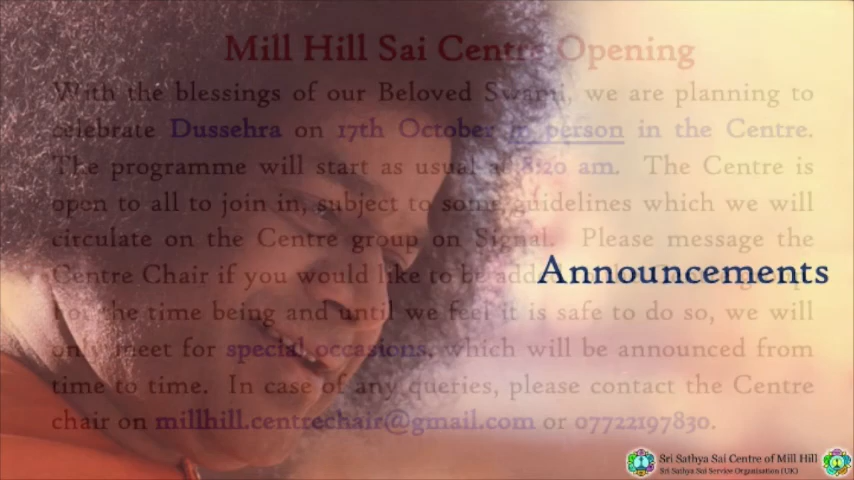 Mill Hill Sai Centre Opening
With the blessings of our Beloved Swami, we are planning to
celebrate Dussehra on 17th October in person in the Centre.
The programme will start as usual at 8:20 am. The Centre is
open to all to join in, subject to some guidelines which we will
circulate on the Centre group on Signal. Please message the
Centre Chair if you would like to be added
Announcements
the time being and until we feel it is safe to do so, we will
only meet for special occasions, which will be announced from
time to time. In case of any queries, please contact the Centre
chair on millhill.centrechair@gmail.com or 07722197830.
Sri Sathya Sai Centre of Mill Hill
Sri Sathya Sai Service Organisation (UK)